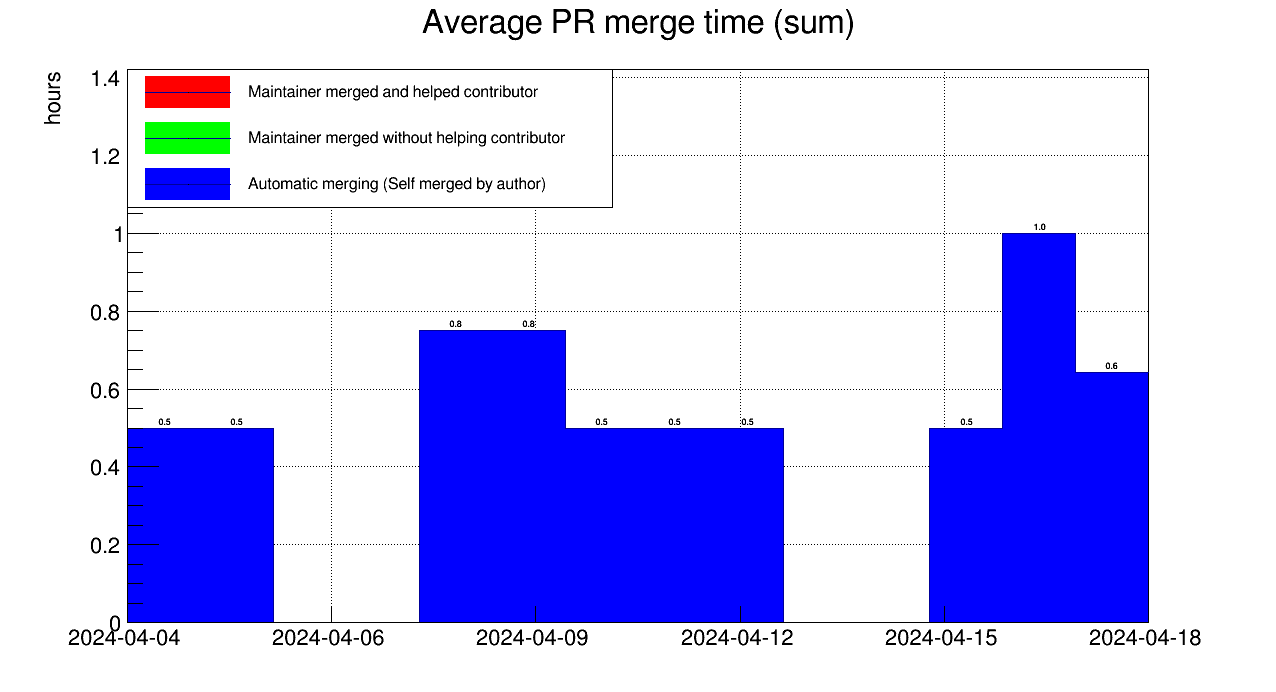 Average PR merge time (sum)
hours
Maintainer merged and helped contributor
Maintainer merged without helping contributor
Automatic merging (Self merged by author)
1.4
1.2
1
0.8
0.6
0.4
0.2
0
0.5 0.5 0.8 0.8 0.5 0.5 0.5 0.5 1.0 0.6
2024-04-04 2024-04-06 2024-04-09 2024-04-12 2024-04-15 2024-04-18